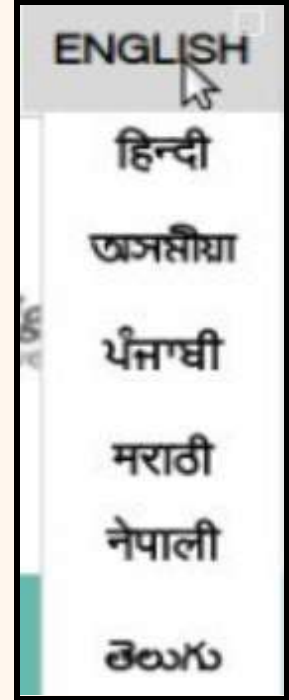 ENGLISH
हिन्दी
অসমীয়া
ਪੰਜਾਬੀ
मराठी
नेपाली
తెలుగు